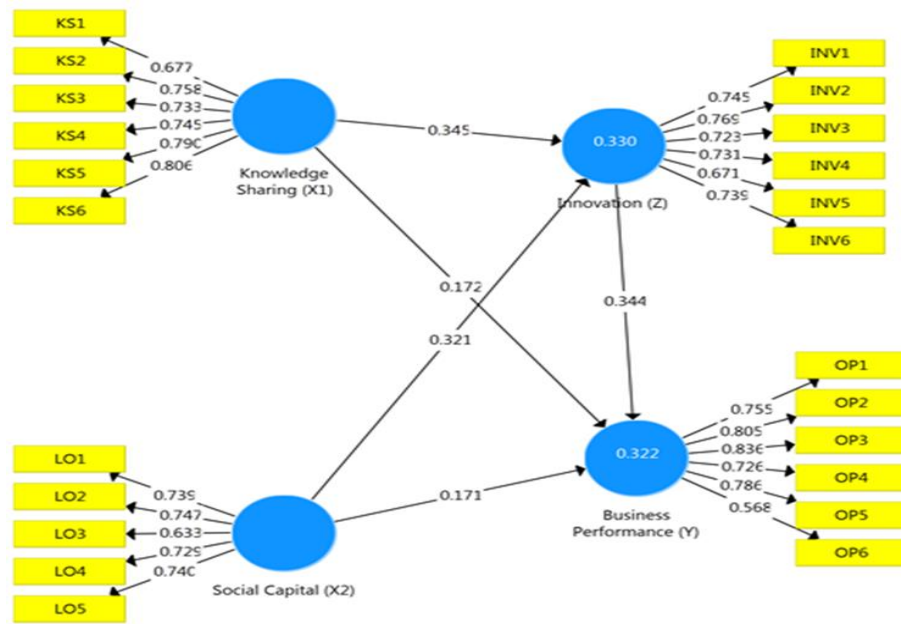 KS1
KS2
KS3
KS4
KS5
KS6
0.677
0.758
0.733
0.745
0.790
0.806
Knowledge
Sharing (X1)
0.345
0.330
Innovation (Z)
0.745
0.769
0.723
0.731
0.671
0.739
INV1
INV2
INV3
INV4
INV5
INV6
0.172
0.321
0.344
LO1
LO2
LO3
LO4
LO5
0.739
0.747
0.633
0.729
0.740
Social Capital (X2)
0.171
0.322
Business
Performance (Y)
0.755
0.805
0.836
0.726
0.786
0.568
OP1
OP2
OP3
OP4
OP5
OP6